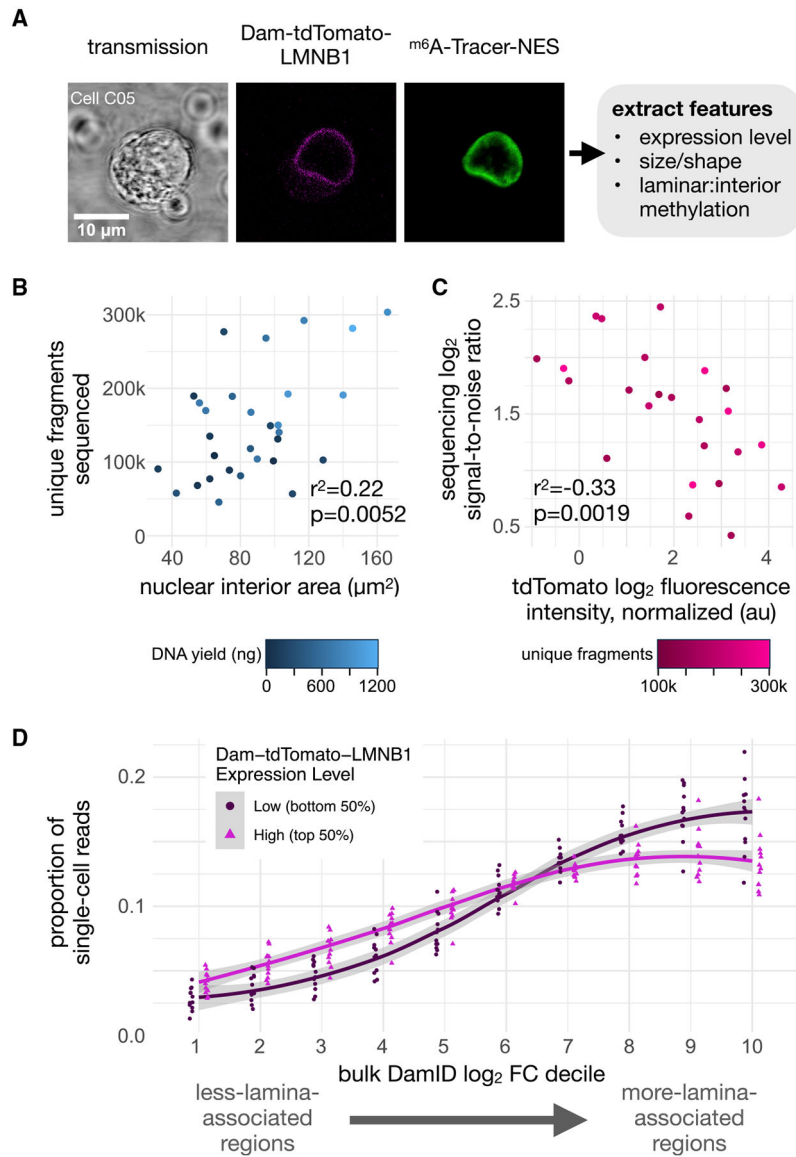 A
transmission
Dam-tdTomato-
LMNB1
m6A-Tracer-NES
Cell C05
10 µm
extract features
• expression level
• size/shape
• laminar:interior
methylation
B
unique fragments
sequenced
300k
200k
100k
0
r²=0.22
p=0.0052
40 80 120 160
nuclear interior area (µm²)
DNA yield (ng)
0 600 1200
C
sequencing log₂
signal-to-noise ratio
2.5
1.5
0.5
r²=-0.33
p=0.0019
0 2 4
tdTomato log₂ fluorescence
intensity, normalized (au)
unique fragments
100k 300k
D
proportion of
single-cell reads
0.2
0.1
0.0
Dam–tdTomato–LMNB1
Expression Level
Low (bottom 50%)
High (top 50%)
1 2 3 4 5 6 7 8 9 10
bulk DamID log₂ FC decile
less-lamina-
associated
regions
more-lamina-
associated
regions